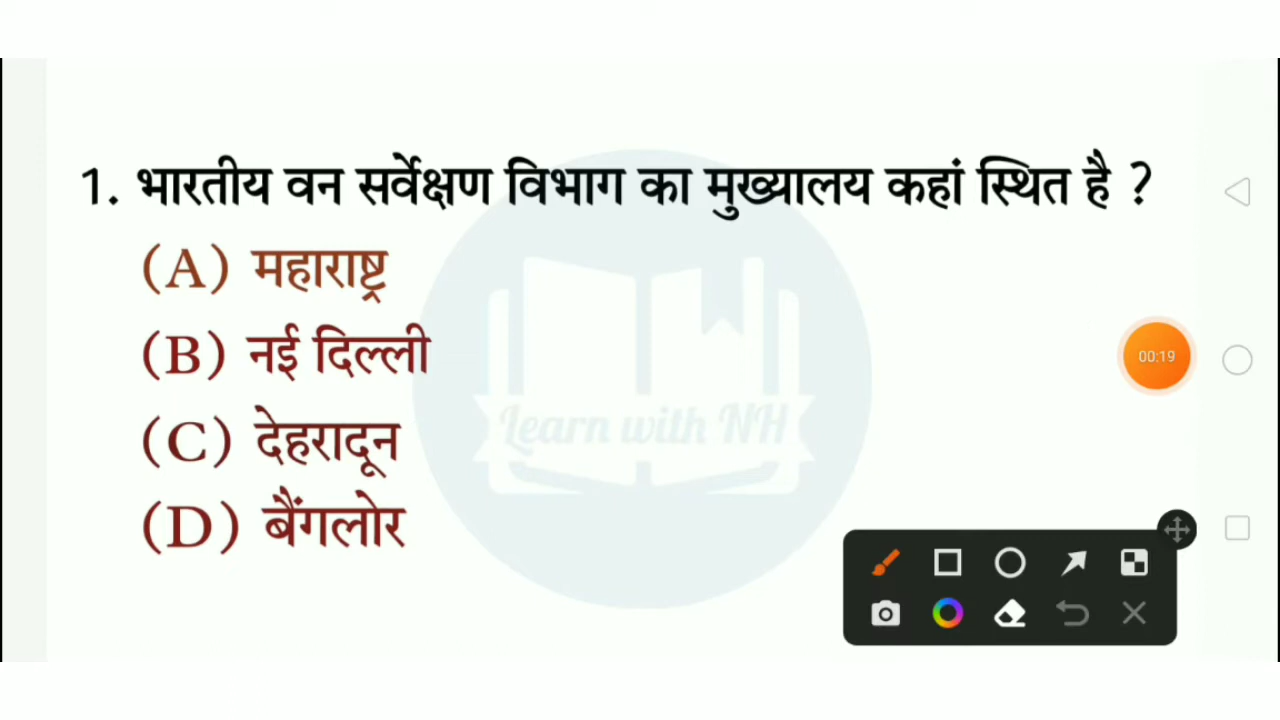 1. भारतीय वन सर्वेक्षण विभाग का मुख्यालय कहां स्थित है ?
(A) महाराष्ट्र
(B) नई दिल्ली
00:19
Learn with NH
(C) देहरादून
(D) बैंगलोर